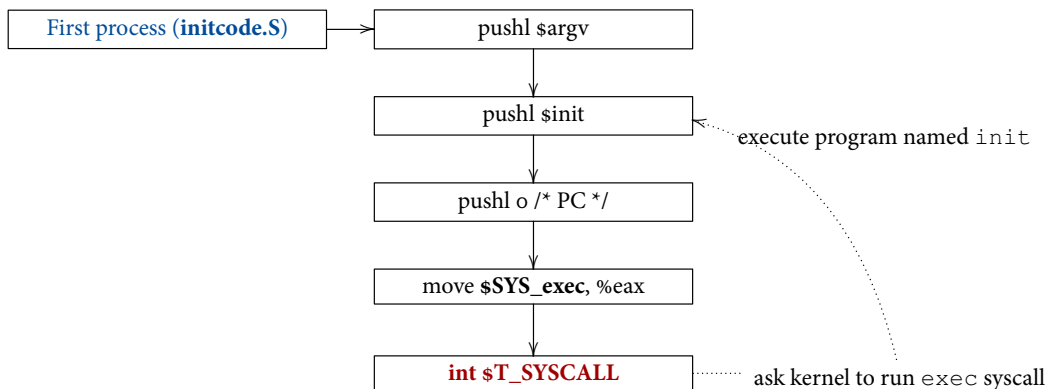 First process (initcode.S)
pushl $argv
pushl $init
execute program named init
pushl 0 /* PC */
move $SYS_exec, %eax
int $T_SYSCALL
ask kernel to run exec syscall